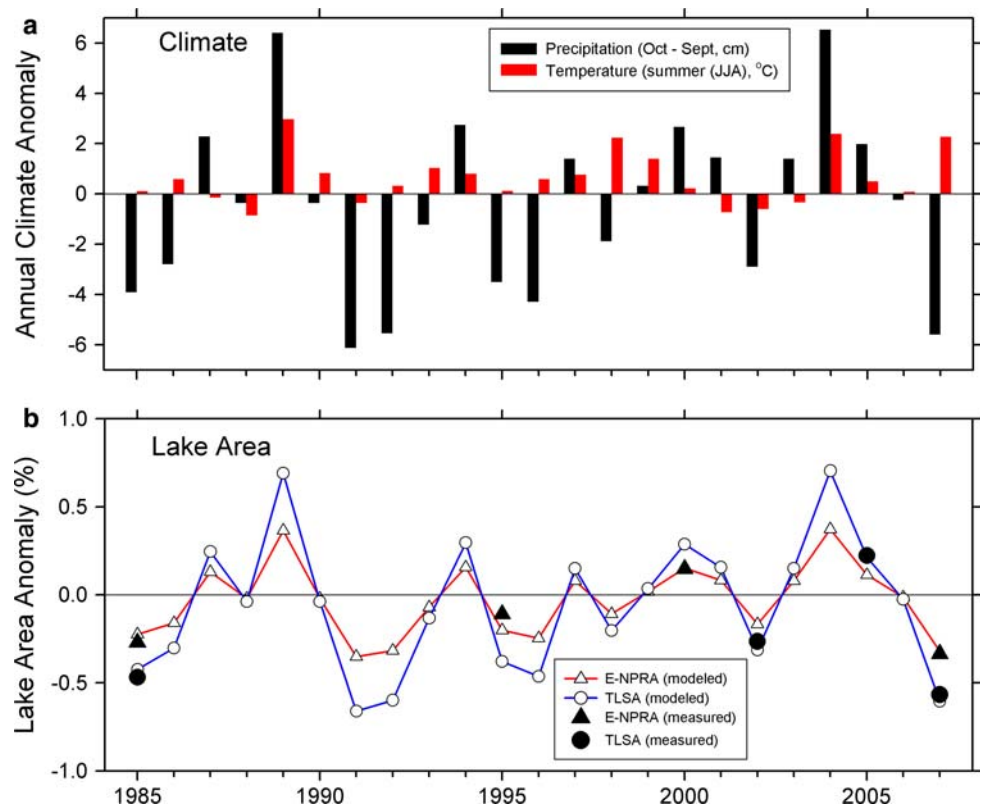 a
Climate
Precipitation (Oct - Sept, cm)
Temperature (summer (JJA), °C)
Annual Climate Anomaly
6
4
2
0
-2
-4
-6
b
Lake Area
Lake Area Anomaly (%)
1.0
0.5
0.0
-0.5
-1.0
E-NPRA (modeled)
TLSA (modeled)
E-NPRA (measured)
TLSA (measured)
1985 1990 1995 2000 2005